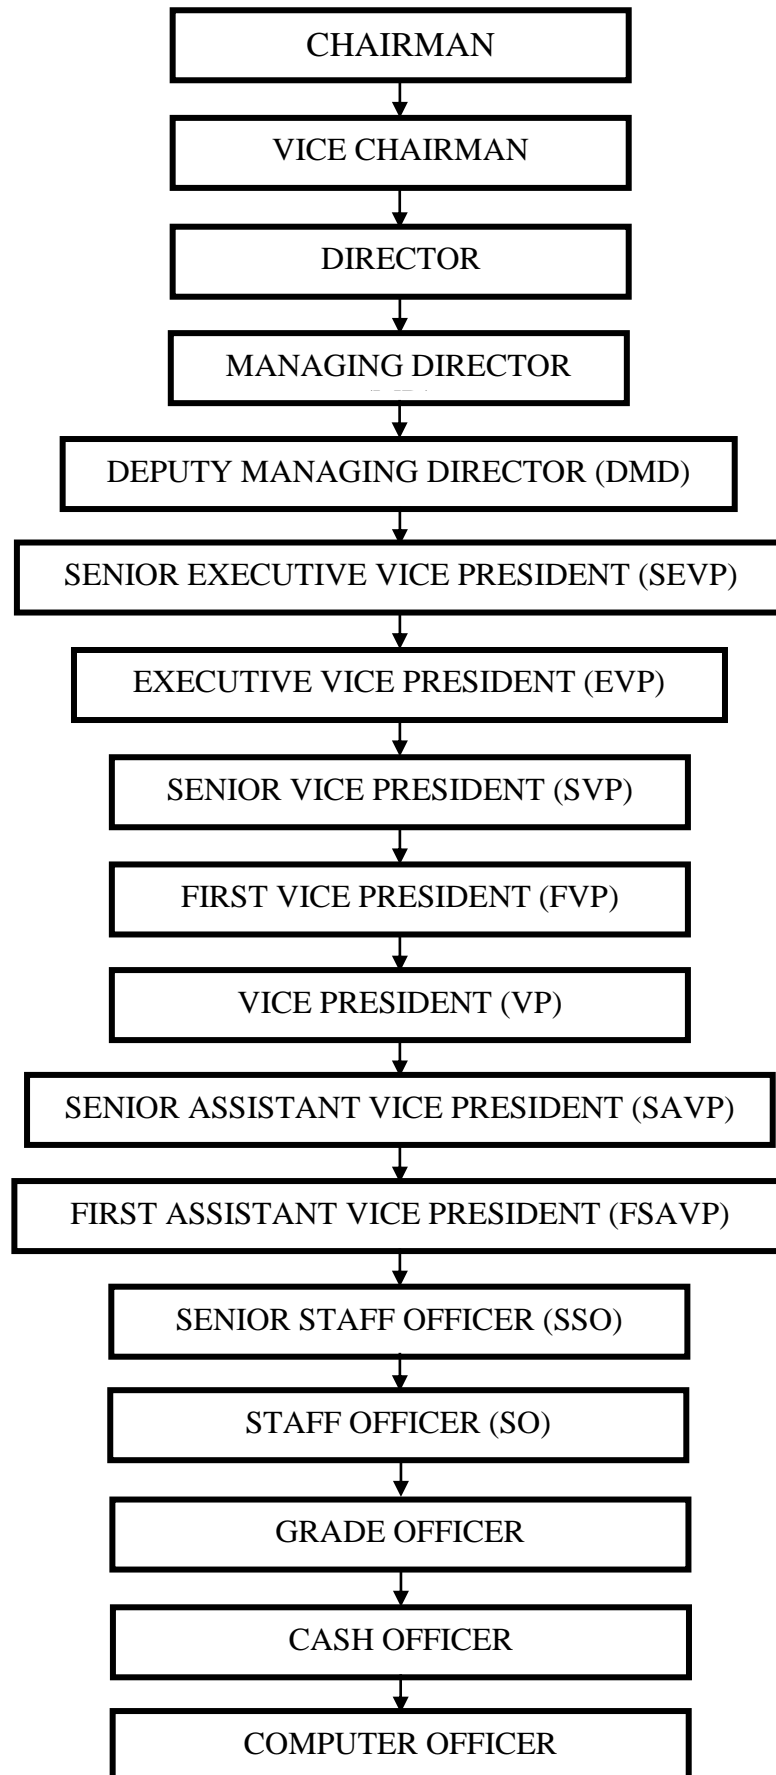 CHAIRMAN
VICE CHAIRMAN
DIRECTOR
MANAGING DIRECTOR
DEPUTY MANAGING DIRECTOR (DMD)
SENIOR EXECUTIVE VICE PRESIDENT (SEVP)
EXECUTIVE VICE PRESIDENT (EVP)
SENIOR VICE PRESIDENT (SVP)
FIRST VICE PRESIDENT (FVP)
VICE PRESIDENT (VP)
SENIOR ASSISTANT VICE PRESIDENT (SAVP)
FIRST ASSISTANT VICE PRESIDENT (FSAVP)
SENIOR STAFF OFFICER (SSO)
STAFF OFFICER (SO)
GRADE OFFICER
CASH OFFICER
COMPUTER OFFICER